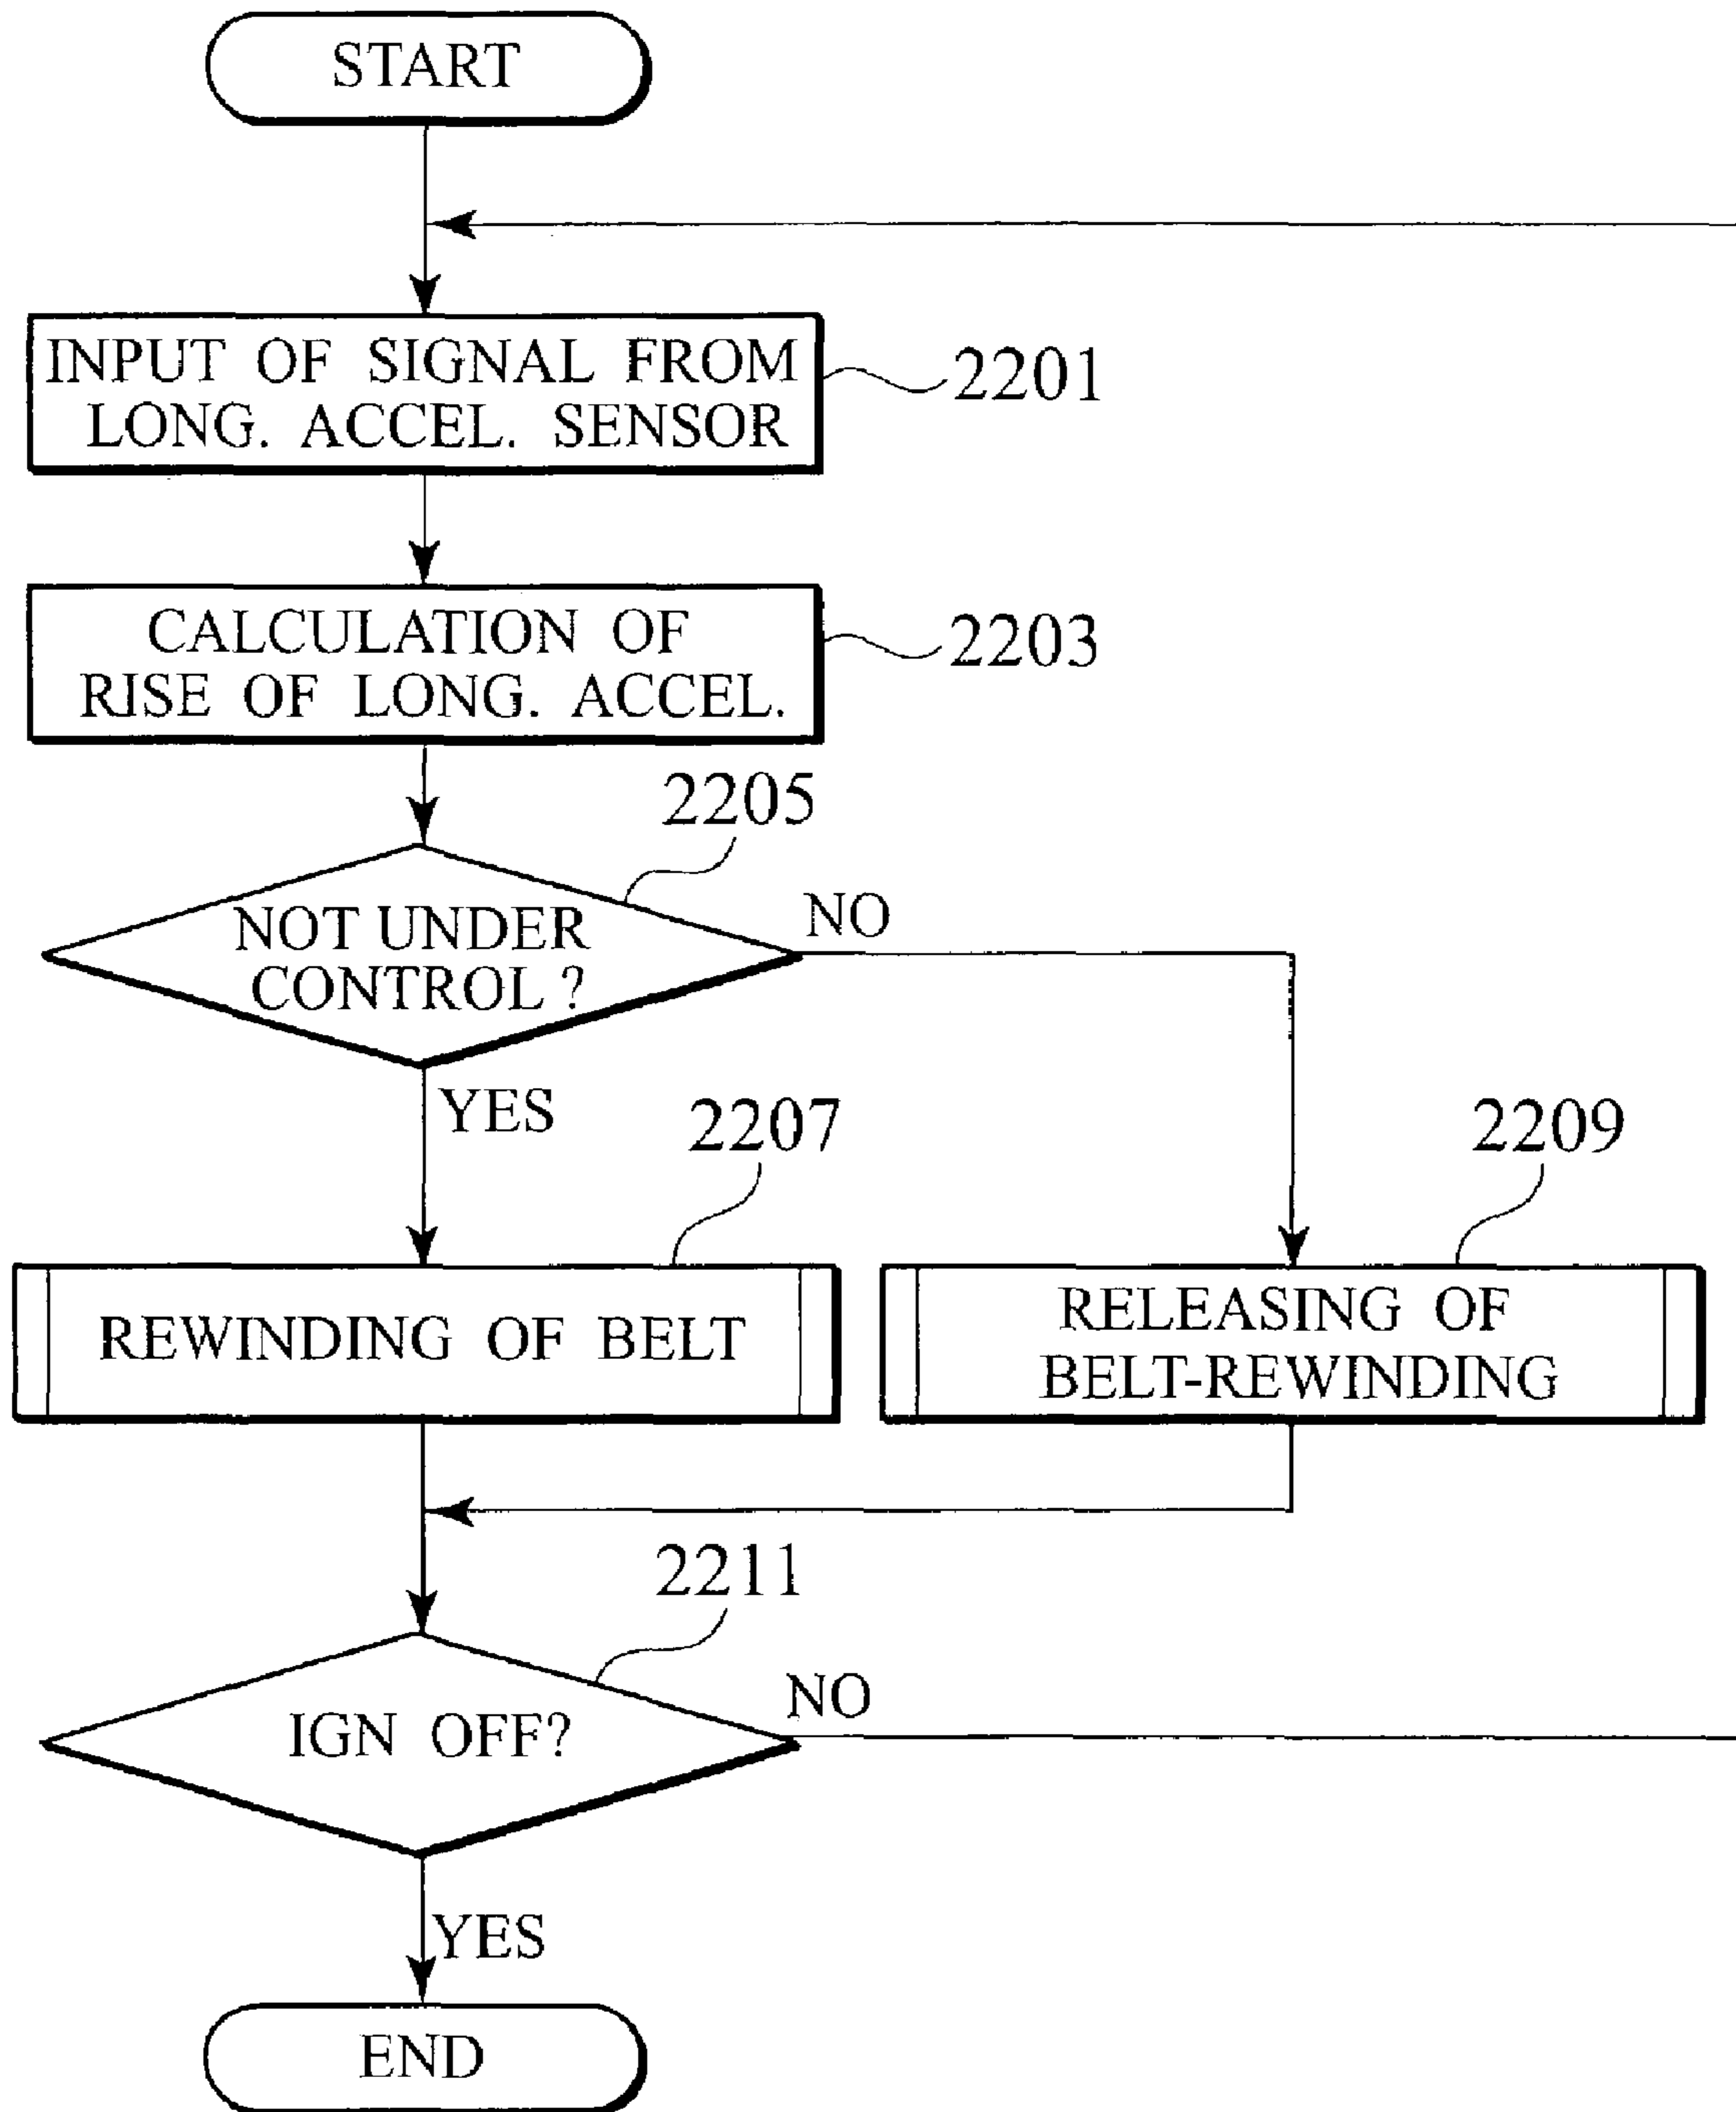 START
INPUT OF SIGNAL FROM
LONG. ACCEL. SENSOR
2201
CALCULATION OF
RISE OF LONG. ACCEL.
2203
2205
NOT UNDER
CONTROL ?
NO
YES
2207
2209
REWINDING OF BELT
RELEASING OF
BELT-REWINDING
2211
IGN OFF?
NO
YES
END